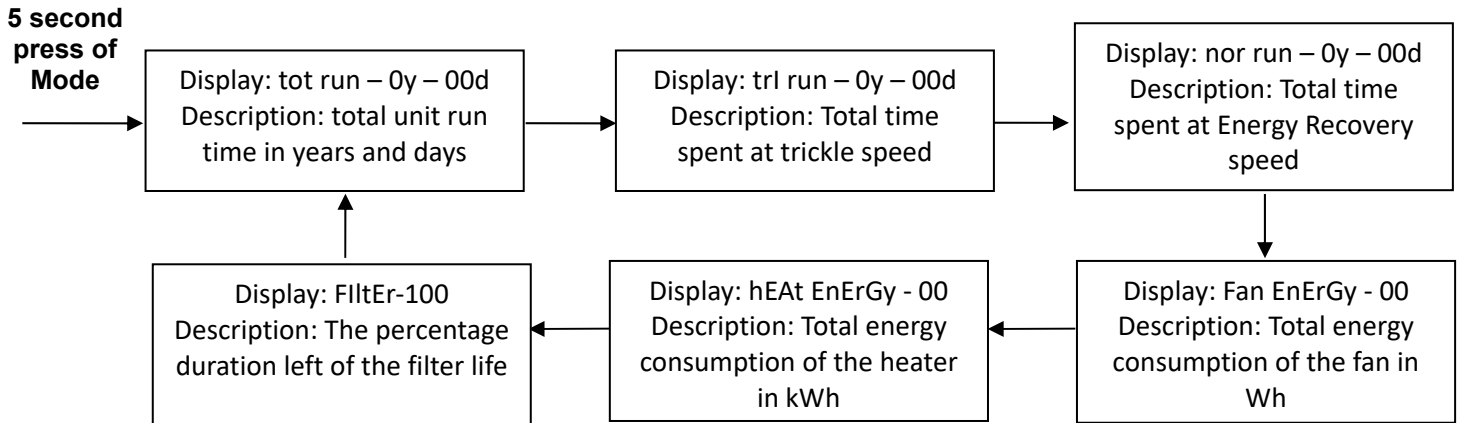 5 second
press of
Mode
Display: tot run – 0y – 00d
Description: total unit run
time in years and days
Display: trI run – 0y – 00d
Description: Total time
spent at trickle speed
Display: nor run – 0y – 00d
Description: Total time
spent at Energy Recovery
speed
Display: Fan EnErGy - 00
Description: Total energy
consumption of the fan in
Wh
Display: hEAt EnErGy - 00
Description: Total energy
consumption of the heater
in kWh
Display: FIltEr-100
Description: The percentage
duration left of the filter life